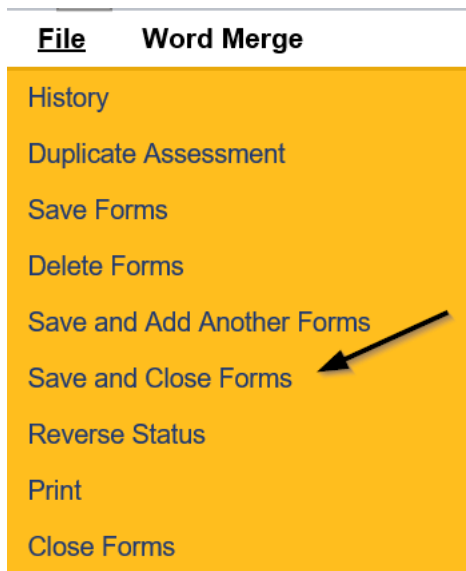 File Word Merge
History
Duplicate Assessment
Save Forms
Delete Forms
Save and Add Another Forms
Save and Close Forms
Reverse Status
Print
Close Forms